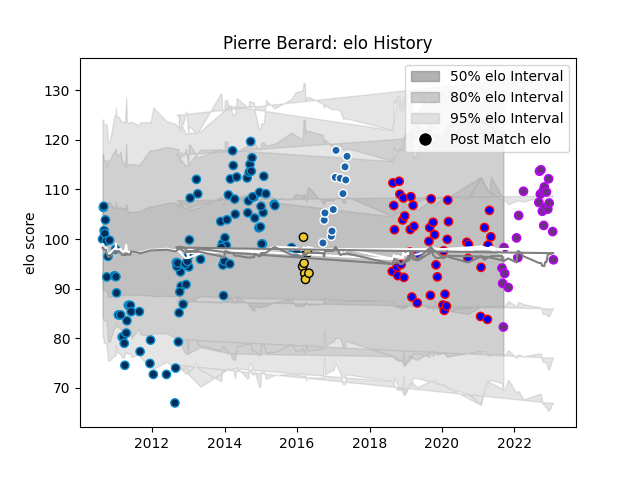 Pierre Berard: elo History
50% elo Interval
80% elo Interval
95% elo Interval
Post Match elo
elo score
130
120
110
100
90
80
70
2012
2014
2016
2018
2020
2022